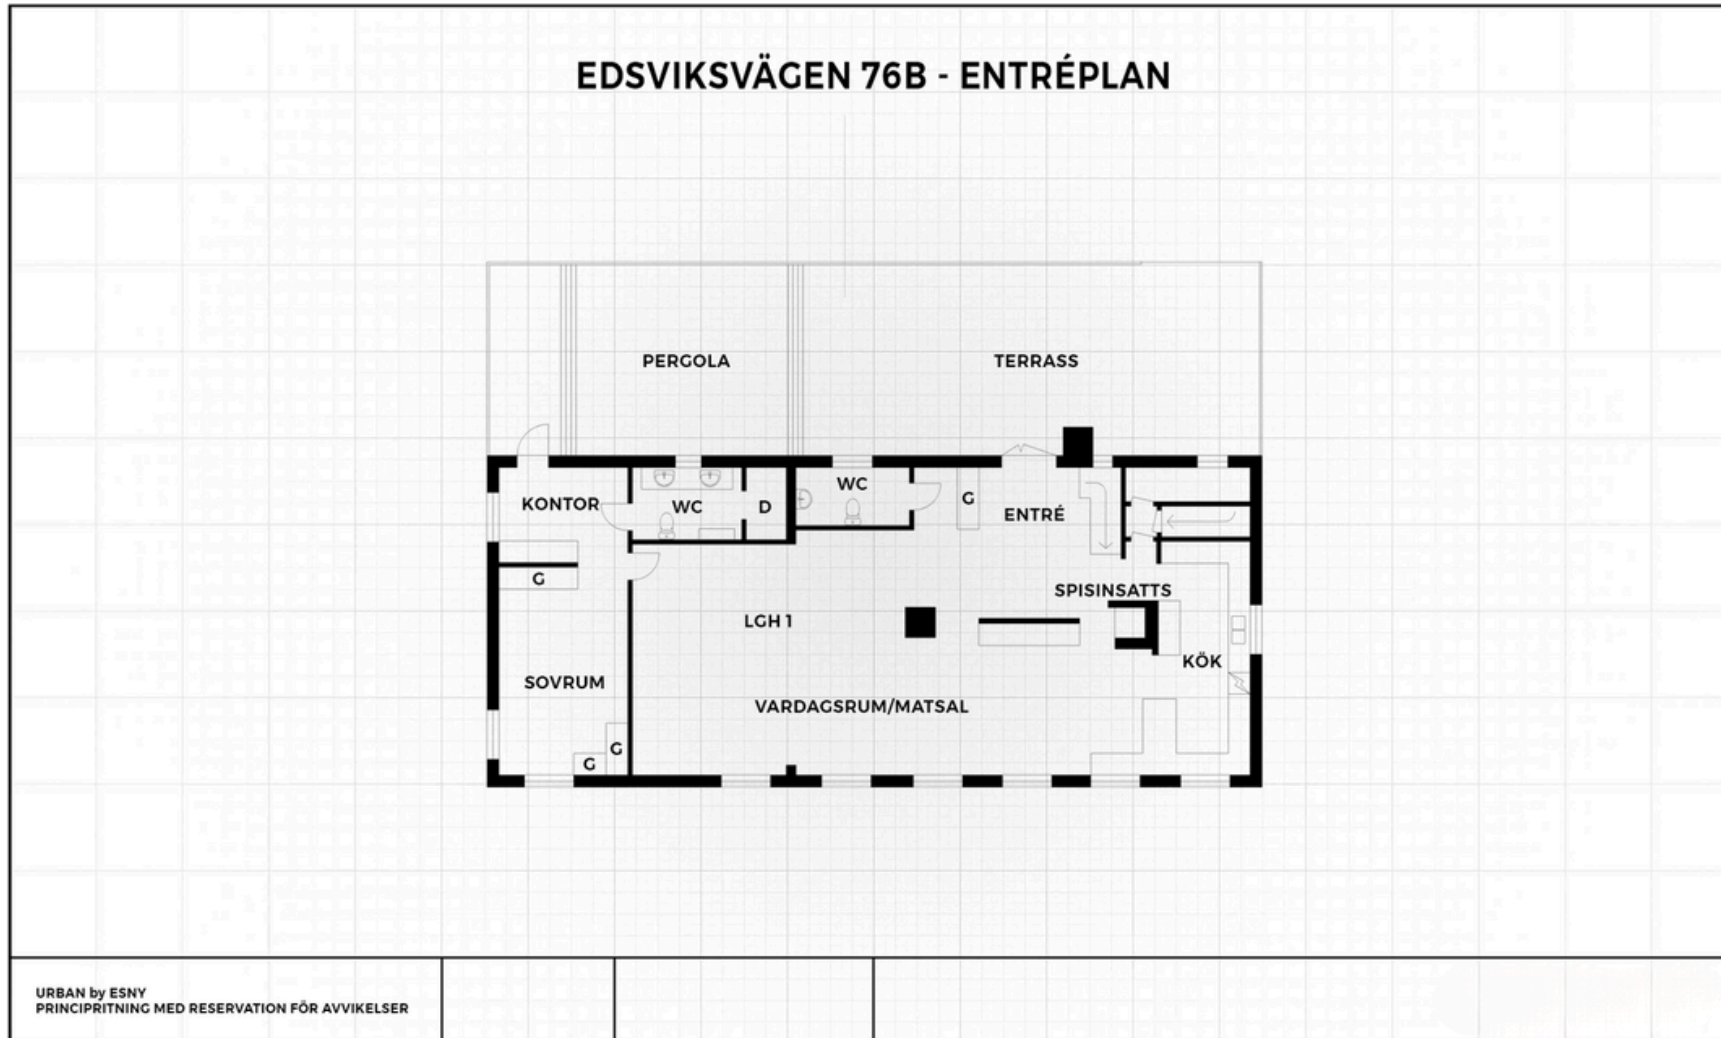 EDSVIKSVÄGEN 76B - ENTRÉPLAN
PERGOLA
TERRASS
KONTOR
WC
D
WC
G
ENTRÉ
G
SPISINSATTS
LGH 1
KÖK
SOVRUM
VARDAGSRUM/MATSAL
G
G
URBAN by ESNY
PRINCIPRITNING MED RESERVATION FÖR AVVIKELSER